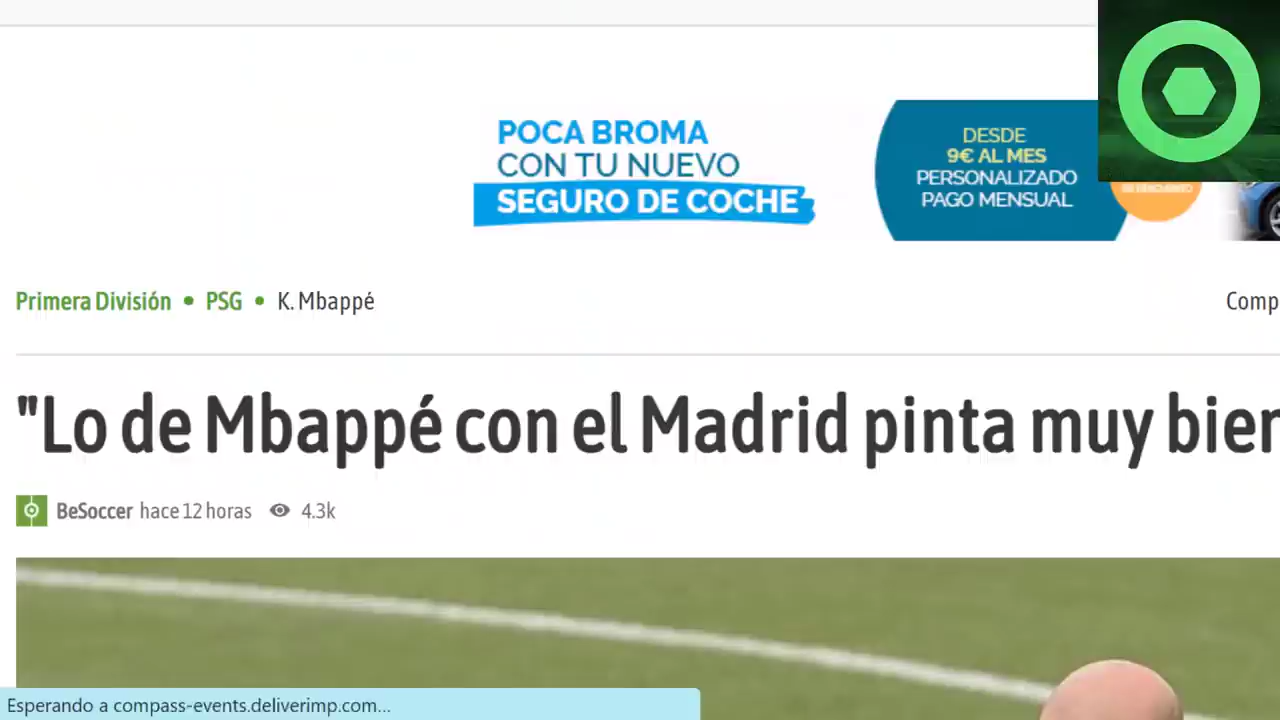 POCA BROMA
CON TU NUEVO
SEGURO DE COCHE
DESDE
9€ AL MES
PERSONALIZADO
PAGO MENSUAL
Primera División • PSG • K. Mbappé
Comp
"Lo de Mbappé con el Madrid pinta muy bien
BeSoccer hace 12 horas 4.3k
Esperando a compass-events.deliverimp.com...